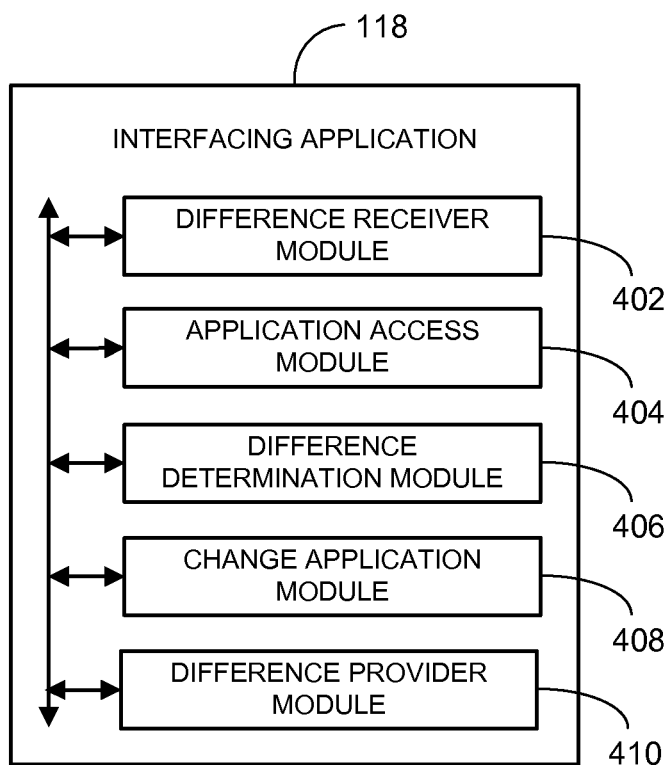 118
INTERFACING APPLICATION
DIFFERENCE RECEIVER
MODULE
402
APPLICATION ACCESS
MODULE
404
DIFFERENCE
DETERMINATION MODULE
406
CHANGE APPLICATION
MODULE
408
DIFFERENCE PROVIDER
MODULE
410